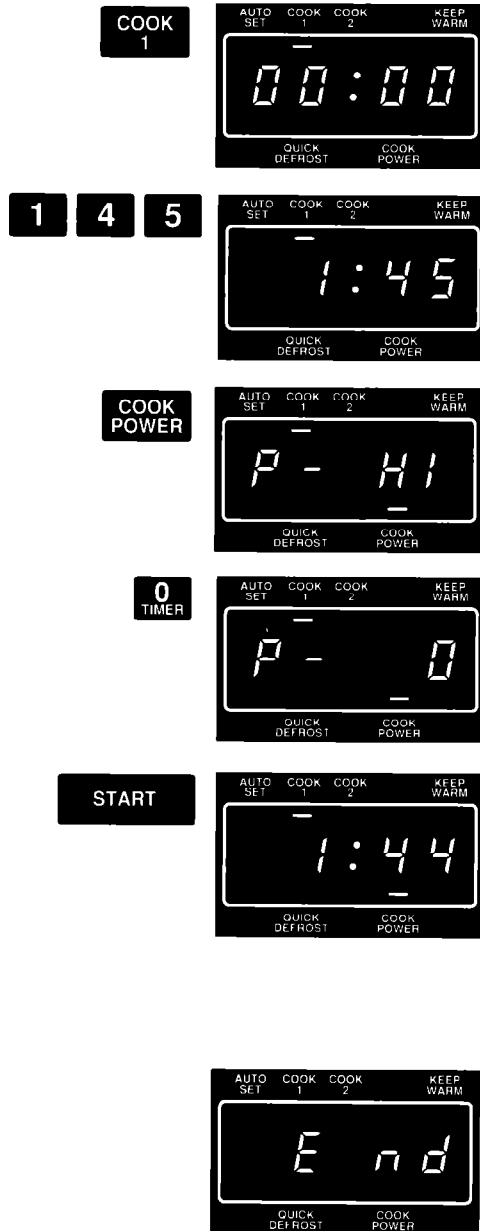 COOK
1
AUTO SET COOK 1 COOK 2 KEEP WARM
00:00
QUICK DEFROST COOK POWER
1 4 5
AUTO SET COOK 1 COOK 2 KEEP WARM
1:45
QUICK DEFROST COOK POWER
COOK
POWER
AUTO SET COOK 1 COOK 2 KEEP WARM
P - HI
QUICK DEFROST COOK POWER
0
TIMER
AUTO SET COOK 1 COOK 2 KEEP WARM
P - 0
QUICK DEFROST COOK POWER
START
AUTO SET COOK 1 COOK 2 KEEP WARM
1:44
QUICK DEFROST COOK POWER
AUTO SET COOK 1 COOK 2 KEEP WARM
E nd
QUICK DEFROST COOK POWER